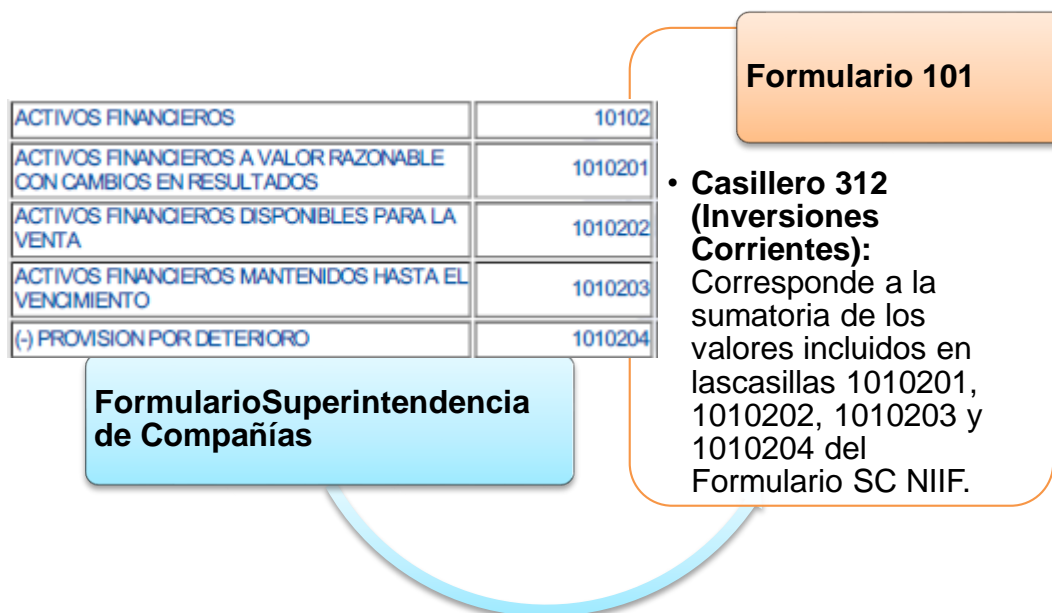 Formulario 101
ACTIVOS FINANCIEROS 10102
ACTIVOS FINANCIEROS A VALOR RAZONABLE
CON CAMBIOS EN RESULTADOS 1010201
ACTIVOS FINANCIEROS DISPONIBLES PARA LA
VENTA 1010202
ACTIVOS FINANCIEROS MANTENIDOS HASTA EL
VENCIMIENTO 1010203
(-) PROVISION POR DETERIORO 1010204
FormularioSuperintendencia
de Compañías
• Casillero 312
(Inversiones
Corrientes):
Corresponde a la
sumatoria de los
valores incluidos en
lascasillas 1010201,
1010202, 1010203 y
1010204 del
Formulario SC NIIF.